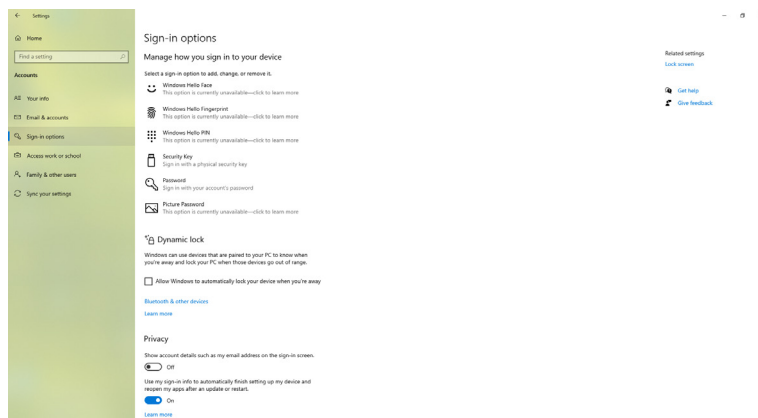 Settings
Home
Find a setting
Accounts
Your info
Email & accounts
Sign-in options
Access work or school
Family & other users
Sync your settings
Sign-in options
Manage how you sign in to your device
Select a sign-in option to add, change, or remove it.
Windows Hello Face
This option is currently unavailable—click to learn more
Windows Hello Fingerprint
This option is currently unavailable—click to learn more
Windows Hello PIN
This option is currently unavailable—click to learn more
Security Key
Sign in with a physical security key
Password
Sign in with your account's password
Picture Password
This option is currently unavailable—click to learn more
Dynamic lock
Windows can use devices that are paired to your PC to know when
you're away and lock your PC when those devices go out of range.
Allow Windows to automatically lock your device when you're away
Bluetooth & other devices
Learn more
Privacy
Show account details such as my email address on the sign-in screen.
Off
Use my sign-in info to automatically finish setting up my device and
reopen my apps after an update or restart.
On
Learn more
Related settings
Lock screen
Get help
Give feedback